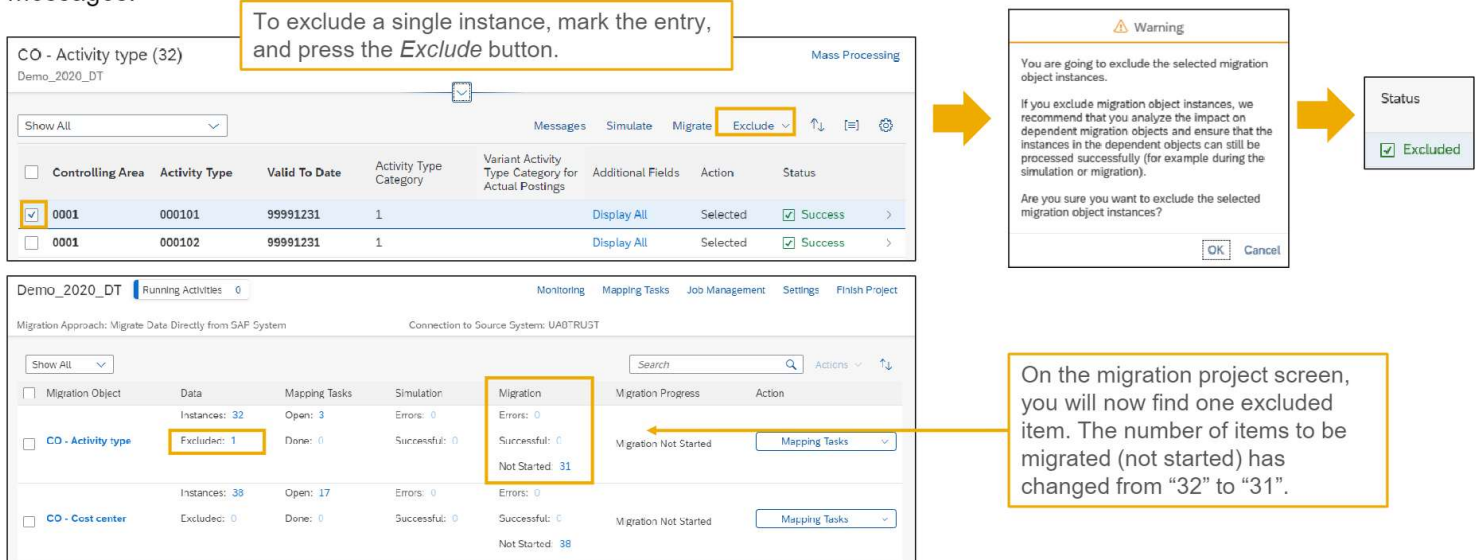 messages.
To exclude a single instance, mark the entry,
and press the Exclude button.
CO - Activity type (32)
Mass Processing
Demo_2020_DT
Show All
Messages Simulate Migrate Exclude
Controlling Area Activity Type Valid To Date Activity Type Category Variant Activity Type Category for Actual Postings Additional Fields Action Status
0001 000101 99991231 1 Display All Selected Success
0001 000102 99991231 1 Display All Selected Success
Warning
You are going to exclude the selected migration
object instances.
If you exclude migration object instances, we
recommend that you analyze the impact on
dependent migration objects and ensure that the
instances in the dependent objects can still be
processed successfully (for example during the
simulation or migration).
Are you sure you want to exclude the selected
migration object instances?
OK Cancel
Status
Excluded
Demo_2020_DT Running Activities 0 Monitoring Mapping Tasks Job Management Settings Finish Project
Migration Approach: Migrate Data Directly from SAP System Connection to Source System: UA8TRUST
Show All Search Actions
Migration Object Data Mapping Tasks Simulation Migration Migration Progress Action
Instances: 32 Open: 3 Errors: 0 Errors: 0
CO - Activity type Excluded: 1 Done: 0 Successful: 0 Successful: 0 Migration Not Started Mapping Tasks
Not Started: 31
Instances: 38 Open: 17 Errors: 0 Errors: 0
CO - Cost center Excluded: 0 Done: 0 Successful: 0 Successful: 0 Migration Not Started Mapping Tasks
Not Started: 38
On the migration project screen,
you will now find one excluded
item. The number of items to be
migrated (not started) has
changed from “32” to “31”.